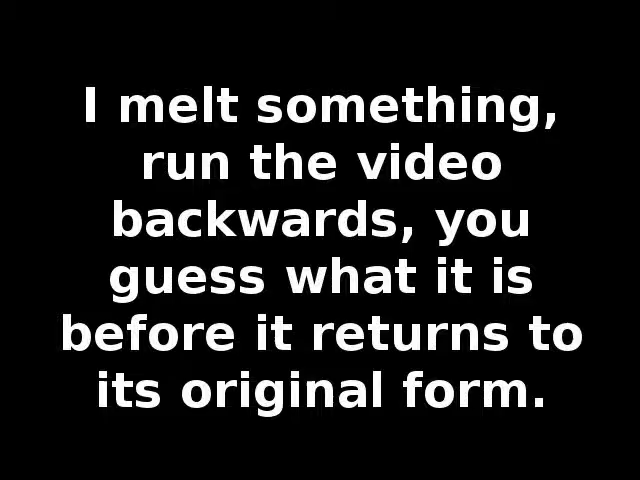 I melt something,
run the video
backwards, you
guess what it is
before it returns to
its original form.